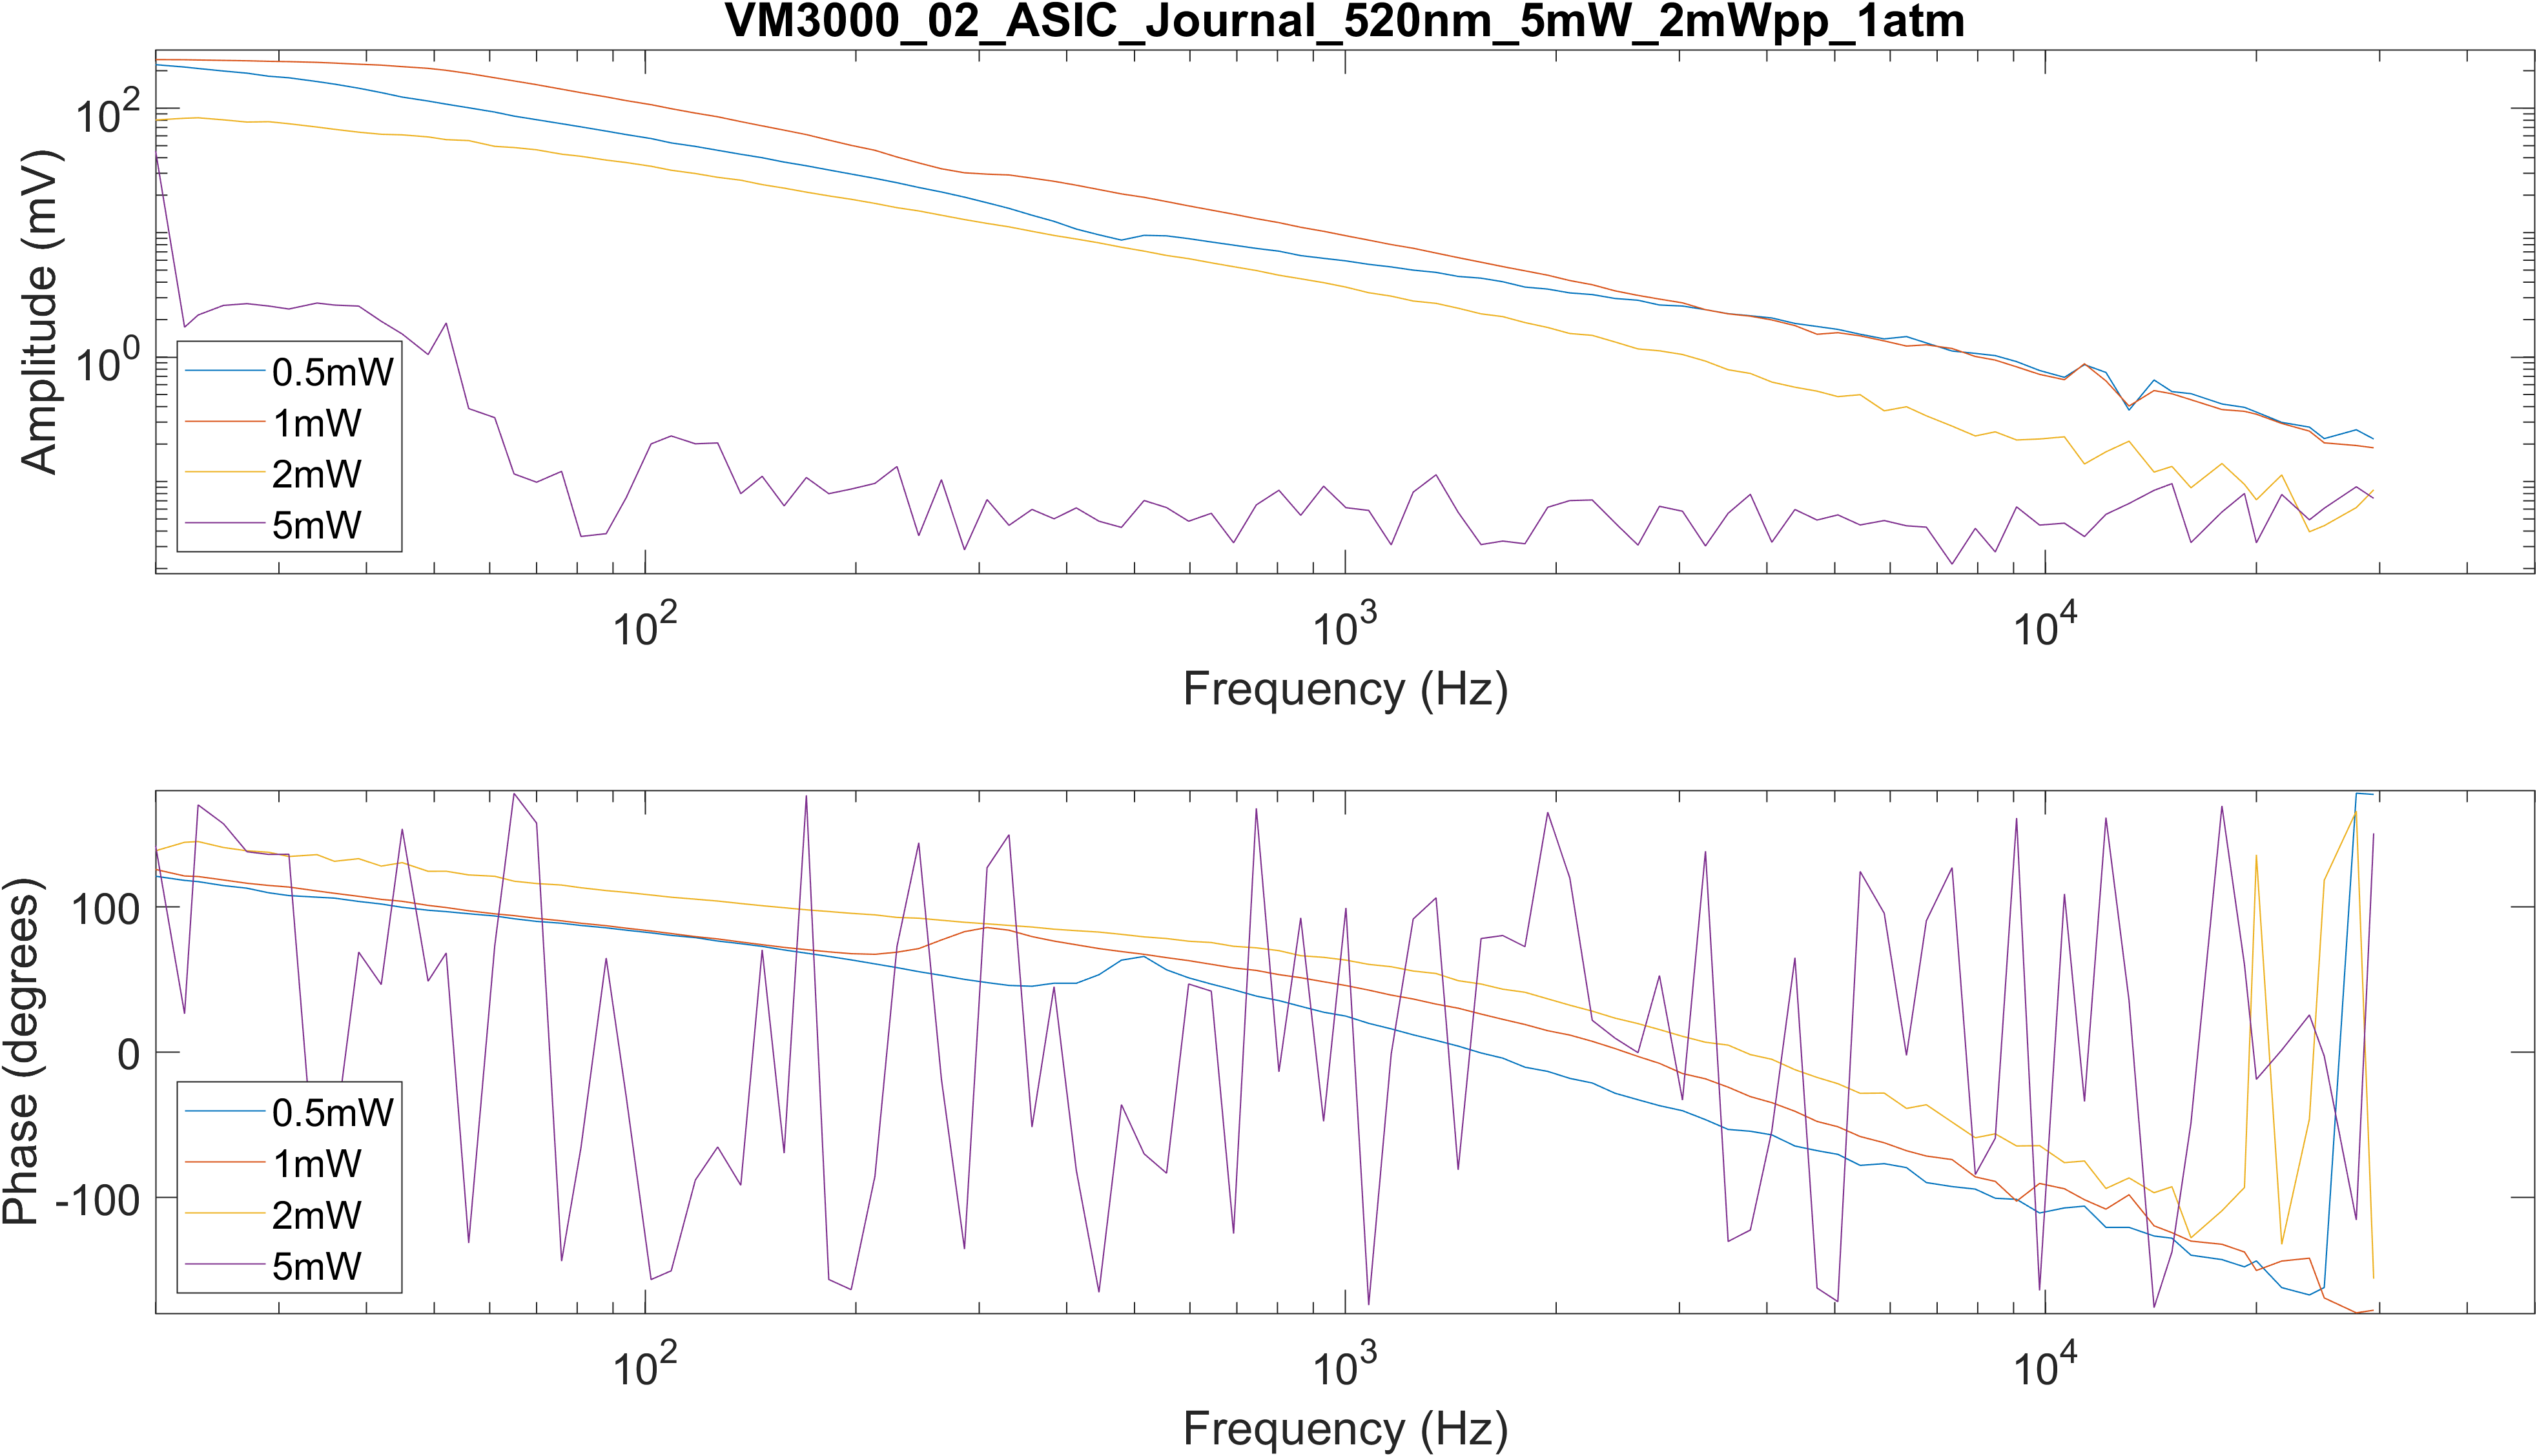 VM3000_02_ASIC_Journal_520nm_5mW_2mWpp_1atm
Amplitude (mV)
10^2
10^0
0.5mW
1mW
2mW
5mW
10^2 10^3 10^4
Frequency (Hz)
Phase (degrees)
100
0
-100
0.5mW
1mW
2mW
5mW
10^2 10^3 10^4
Frequency (Hz)